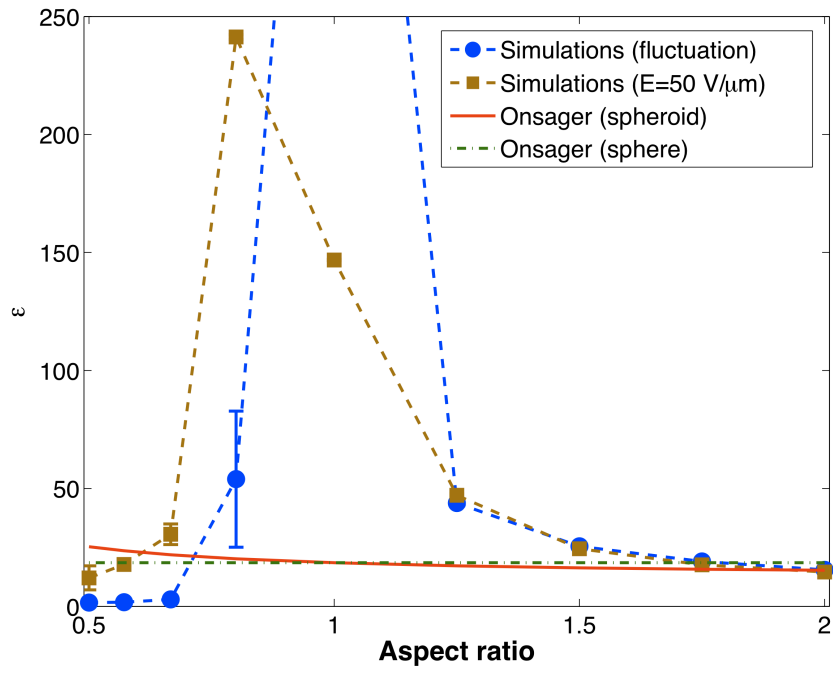 250
200
150
100
50
0
ε
Simulations (fluctuation)
Simulations (E=50 V/μm)
Onsager (spheroid)
Onsager (sphere)
0.5
1
1.5
2
Aspect ratio